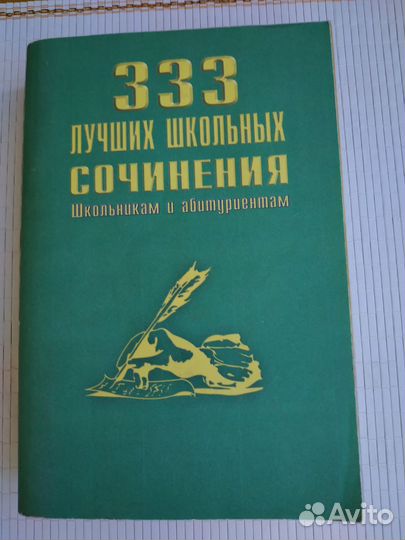 333
ЛУЧШИХ ШКОЛЬНЫХ
СОЧИНЕНИЯ
Школьникам и абитуриентам
Avito